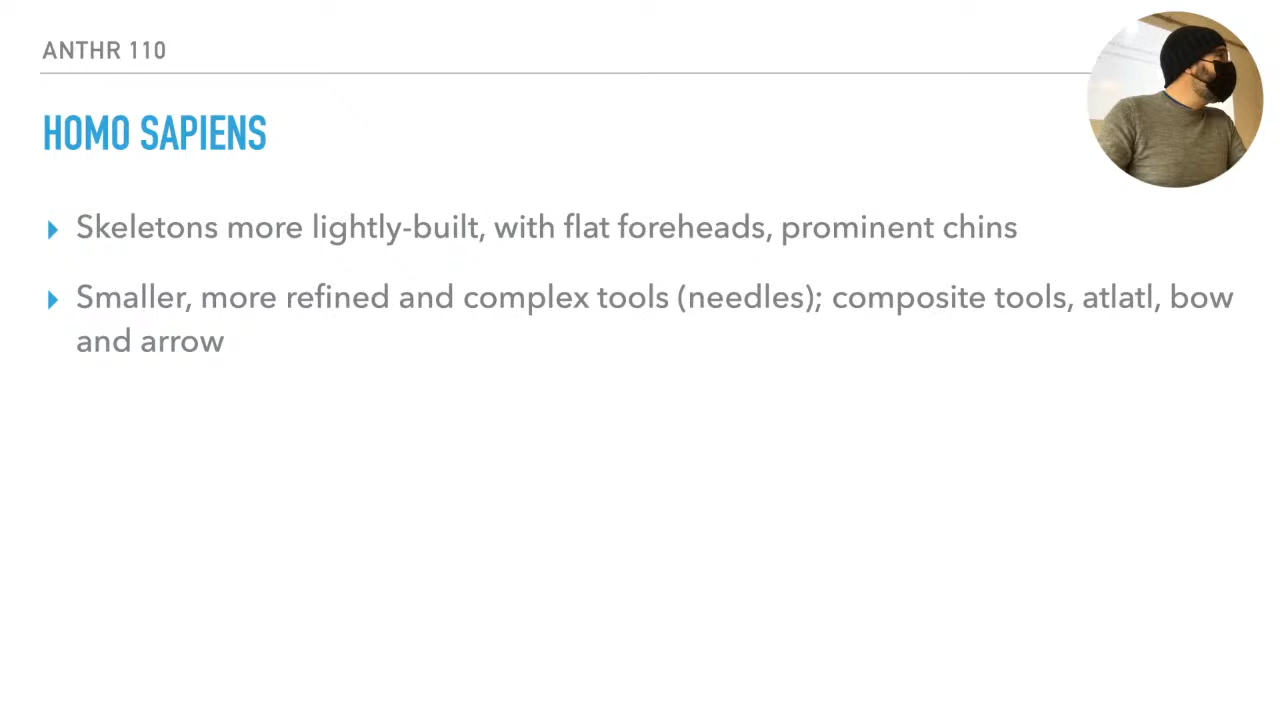 ANTHR 110
HOMO SAPIENS
Skeletons more lightly-built, with flat foreheads, prominent chins
Smaller, more refined and complex tools (needles); composite tools, atlatl, bow
and arrow